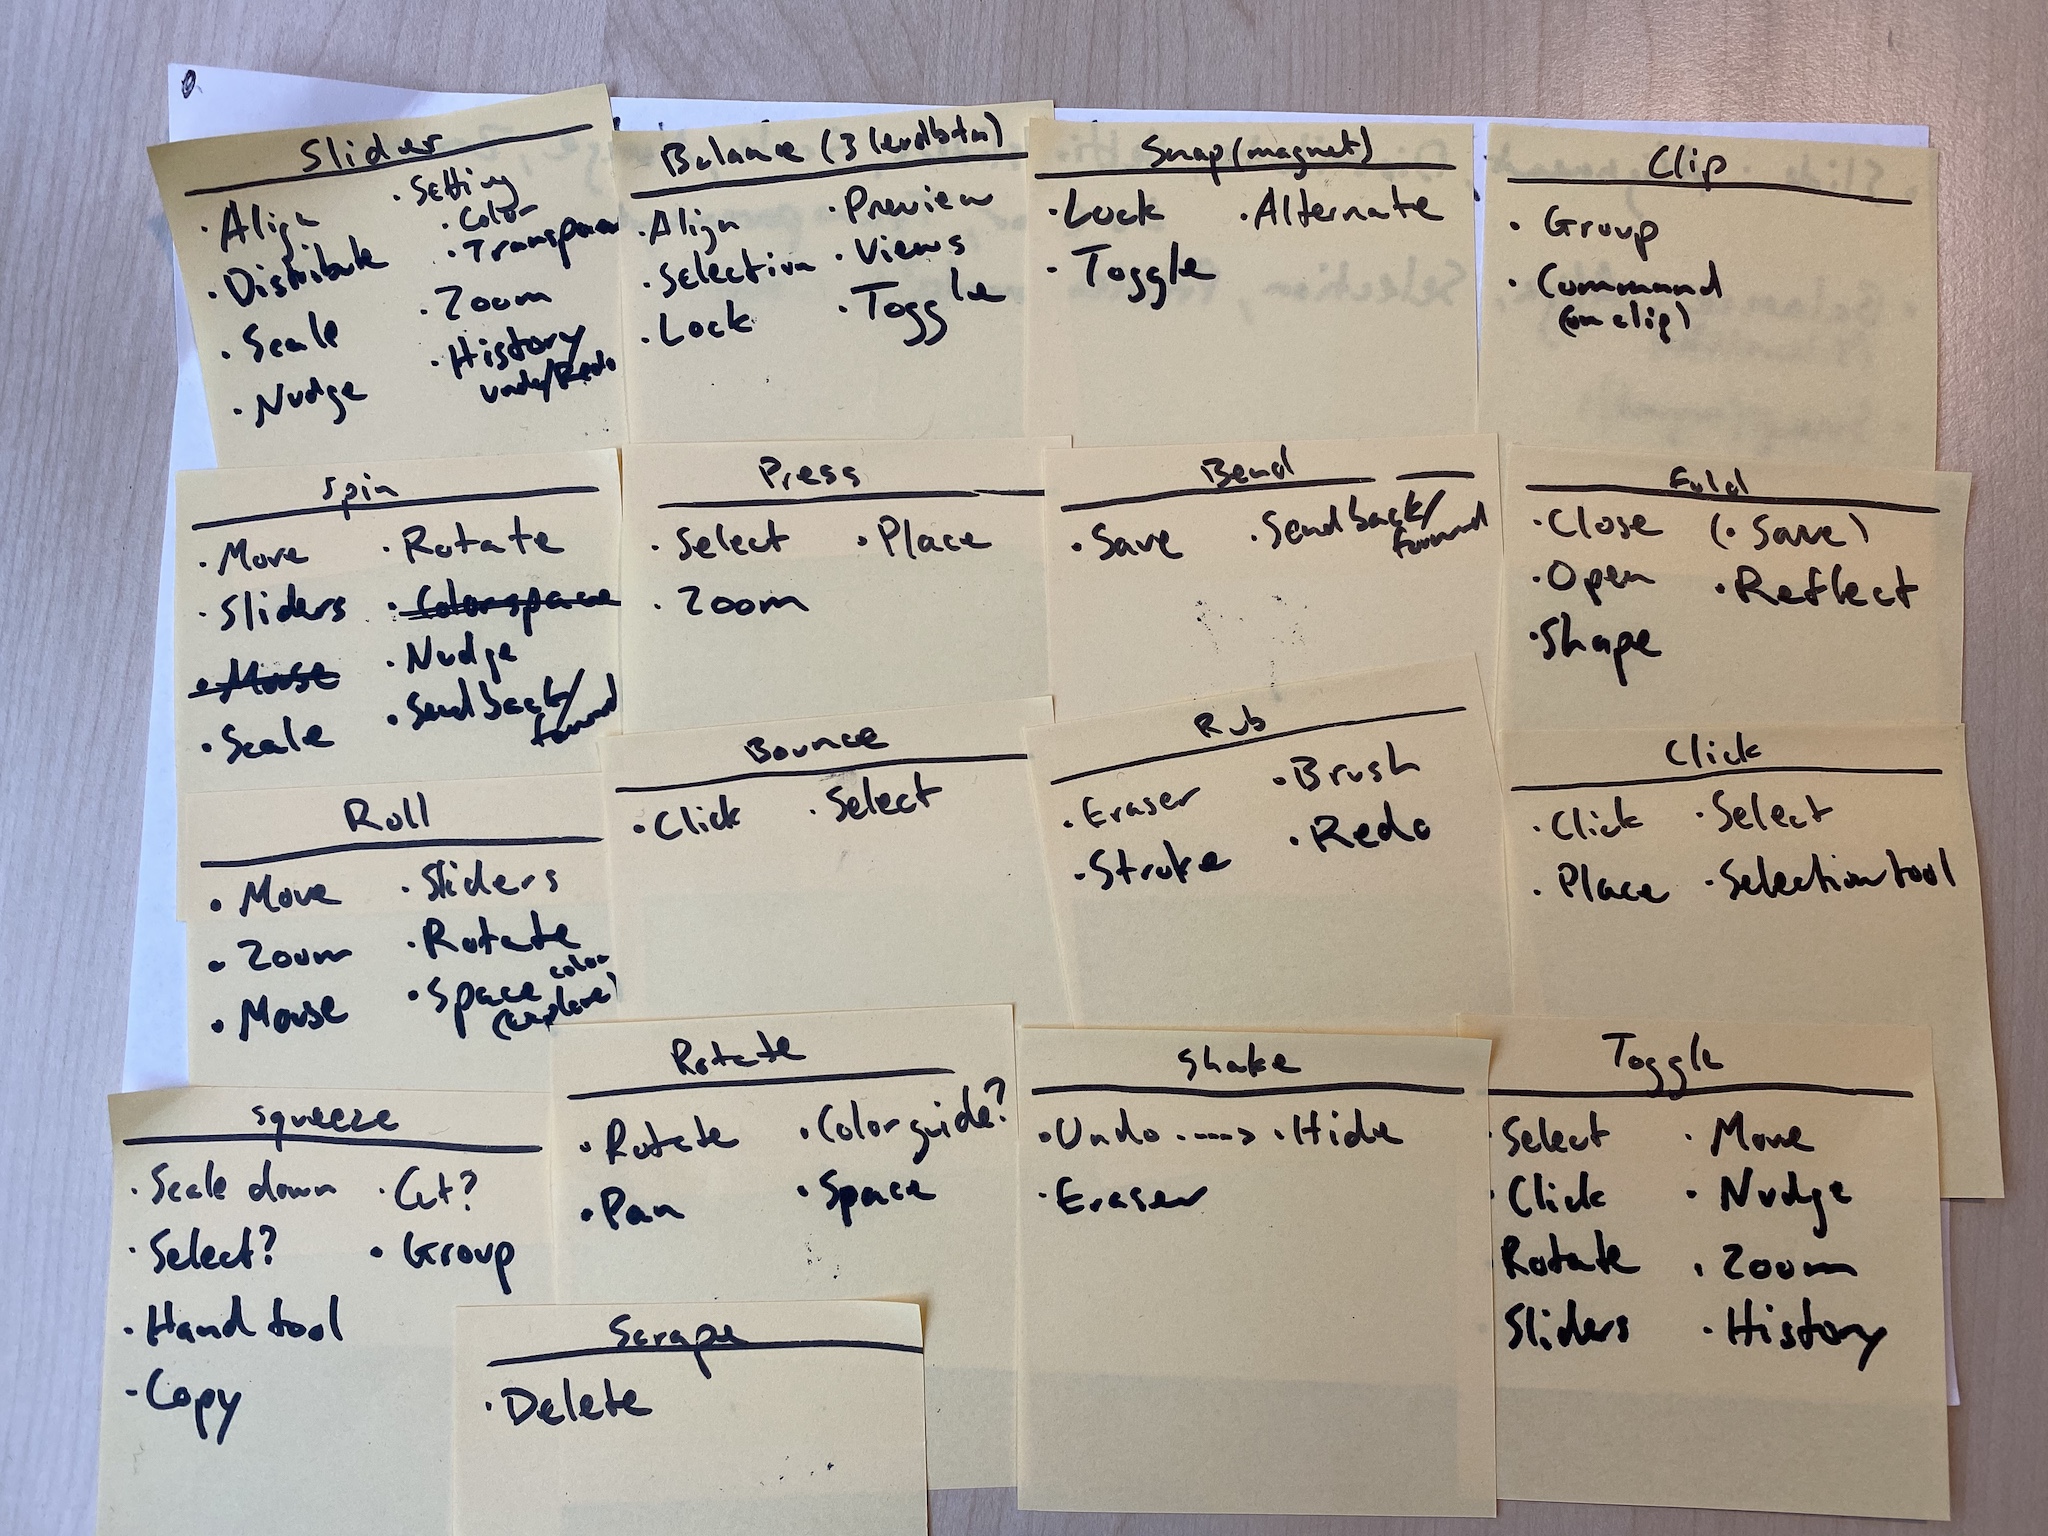 Slider
· Align
· Distribute
· Scale
· Nudge
· Setting
· Color
· Transparen
· Zoom
· History
Undo/Redo
Balance (3 levelbtn)
· Align
· Selection
· Lock
· Preview
· Views
· Toggle
Snap (magnet)
· Lock
· Toggle
· Alternate
Clip
· Group
· Command
(on clip)
Spin
· Move
· Sliders
· Mouse
· Scale
· Rotate
· Colorspace
· Nudge
· Send back/
forward
Press
· Select
· Zoom
· Place
Bend
· Save
· Send back/
forward
Fold
· Close
· Open
· Shape
(· Save)
· Reflect
Roll
· Move
· Zoom
· Mouse
· Sliders
· Rotate
· Space color
(explore)
Bounce
· Click
· Select
Rub
· Eraser
· Stroke
· Brush
· Redo
Click
· Click
· Place
· Select
· Selection tool
Squeeze
· Scale down
· Select?
· Hand tool
· Copy
· Cut?
· Group
Rotate
· Rotate
· Pan
· Color guide?
· Space
Shake
· Undo ----> · Hide
· Eraser
Toggle
· Select
· Click
Rotate
· Sliders
· Move
· Nudge
· Zoom
· History
Scrape
· Delete